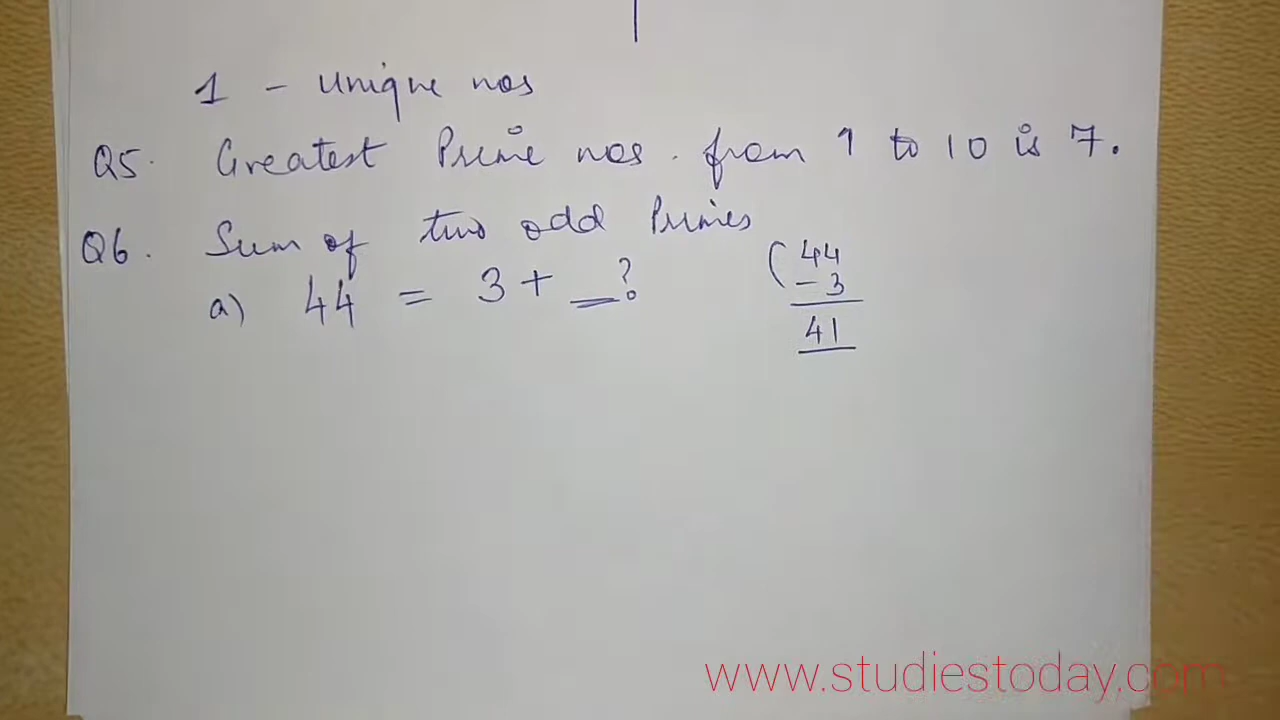 1 - Unique nos
Q5. Greatest Prime nos. from 1 to 10 is 7.
Q6. Sum of two odd Primes
a) 44 = 3 + __?
( 44
- 3
41
www.studiestoday.com